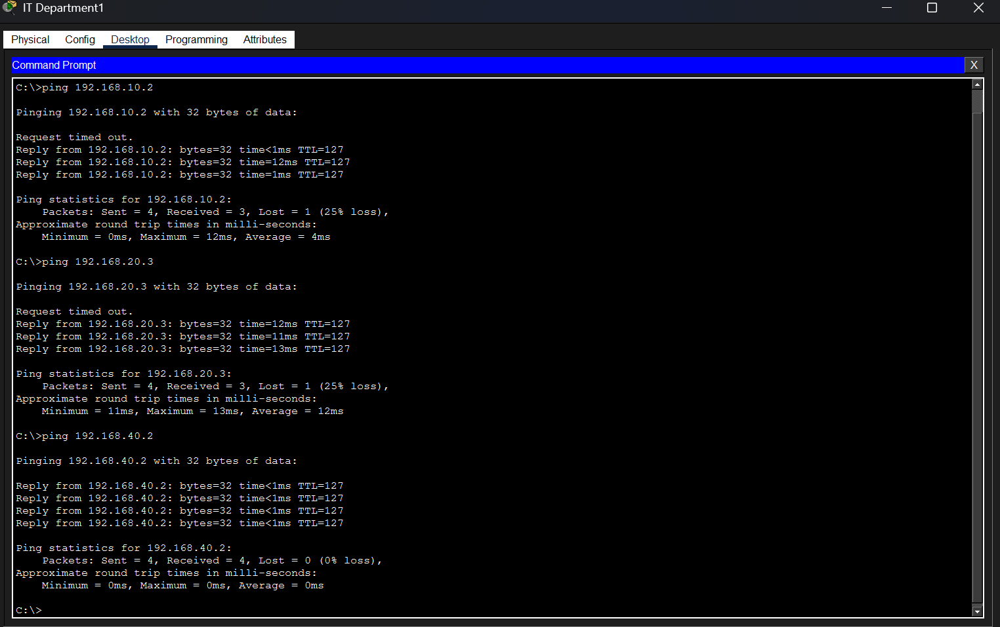 IT Department1
Physical Config Desktop Programming Attributes
Command Prompt
X
C:\>ping 192.168.10.2
Pinging 192.168.10.2 with 32 bytes of data:
Request timed out.
Reply from 192.168.10.2: bytes=32 time<1ms TTL=127
Reply from 192.168.10.2: bytes=32 time=12ms TTL=127
Reply from 192.168.10.2: bytes=32 time=1ms TTL=127
Ping statistics for 192.168.10.2:
    Packets: Sent = 4, Received = 3, Lost = 1 (25% loss),
Approximate round trip times in milli-seconds:
    Minimum = 0ms, Maximum = 12ms, Average = 4ms
C:\>ping 192.168.20.3
Pinging 192.168.20.3 with 32 bytes of data:
Request timed out.
Reply from 192.168.20.3: bytes=32 time=12ms TTL=127
Reply from 192.168.20.3: bytes=32 time=11ms TTL=127
Reply from 192.168.20.3: bytes=32 time=13ms TTL=127
Ping statistics for 192.168.20.3:
    Packets: Sent = 4, Received = 3, Lost = 1 (25% loss),
Approximate round trip times in milli-seconds:
    Minimum = 11ms, Maximum = 13ms, Average = 12ms
C:\>ping 192.168.40.2
Pinging 192.168.40.2 with 32 bytes of data:
Reply from 192.168.40.2: bytes=32 time<1ms TTL=127
Reply from 192.168.40.2: bytes=32 time<1ms TTL=127
Reply from 192.168.40.2: bytes=32 time<1ms TTL=127
Reply from 192.168.40.2: bytes=32 time<1ms TTL=127
Ping statistics for 192.168.40.2:
    Packets: Sent = 4, Received = 4, Lost = 0 (0% loss),
Approximate round trip times in milli-seconds:
    Minimum = 0ms, Maximum = 0ms, Average = 0ms
C:\>